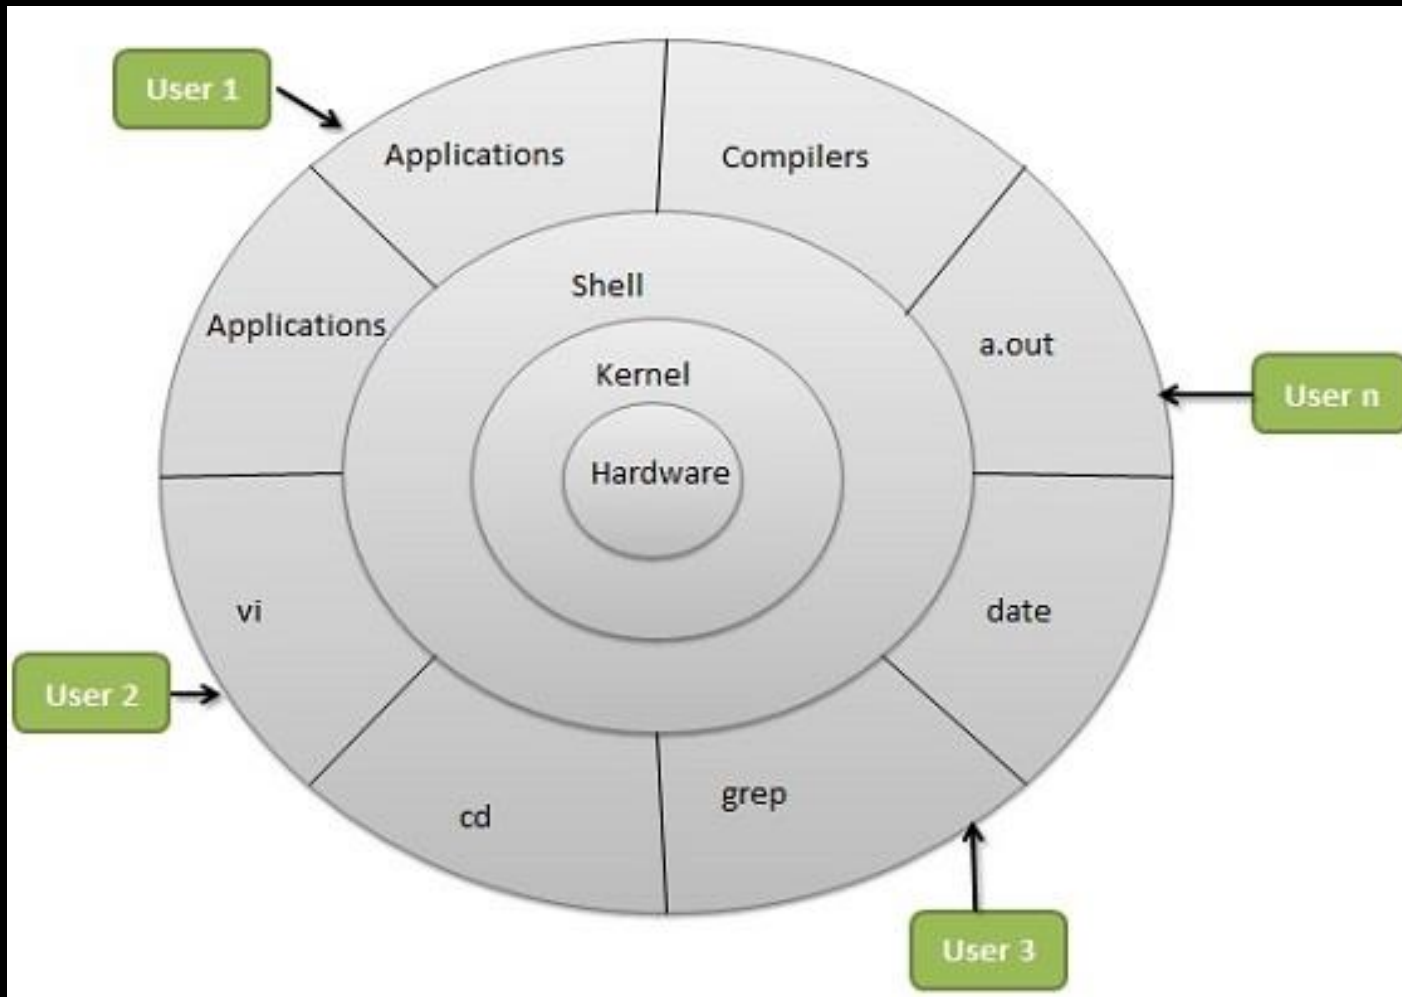 User 1
Applications
Compilers
Shell
Applications
a.out
Kernel
User n
Hardware
vi
date
User 2
cd
grep
User 3